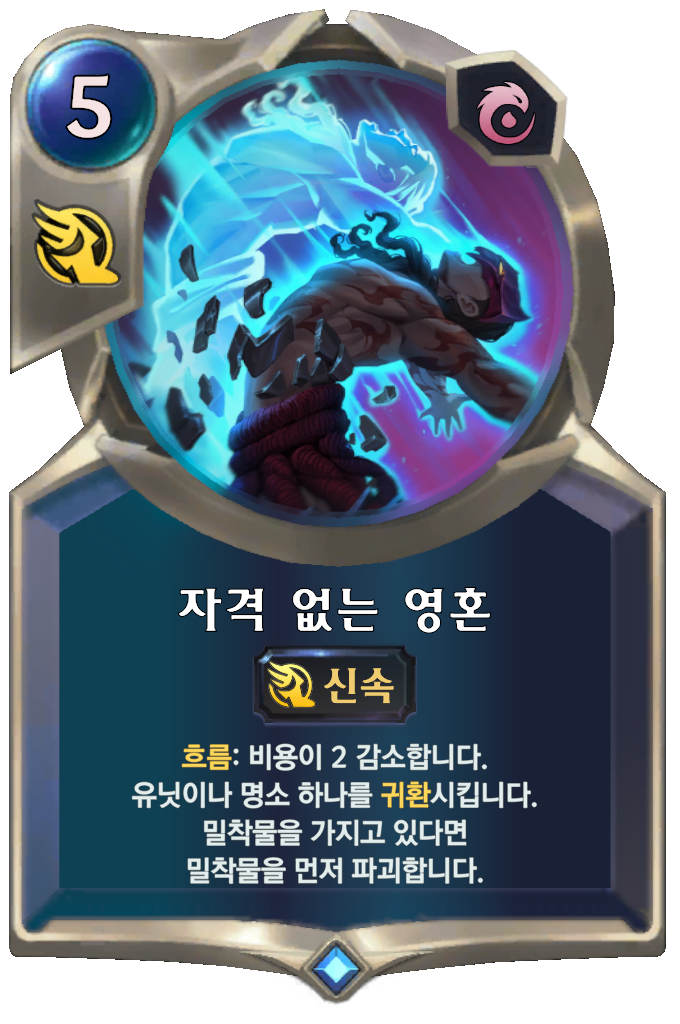 5
자격 없는 영혼
신속
흐름: 비용이 2 감소합니다.
유닛이나 명소 하나를 귀환시킵니다.
밀착물을 가지고 있다면
밀착물을 먼저 파괴합니다.